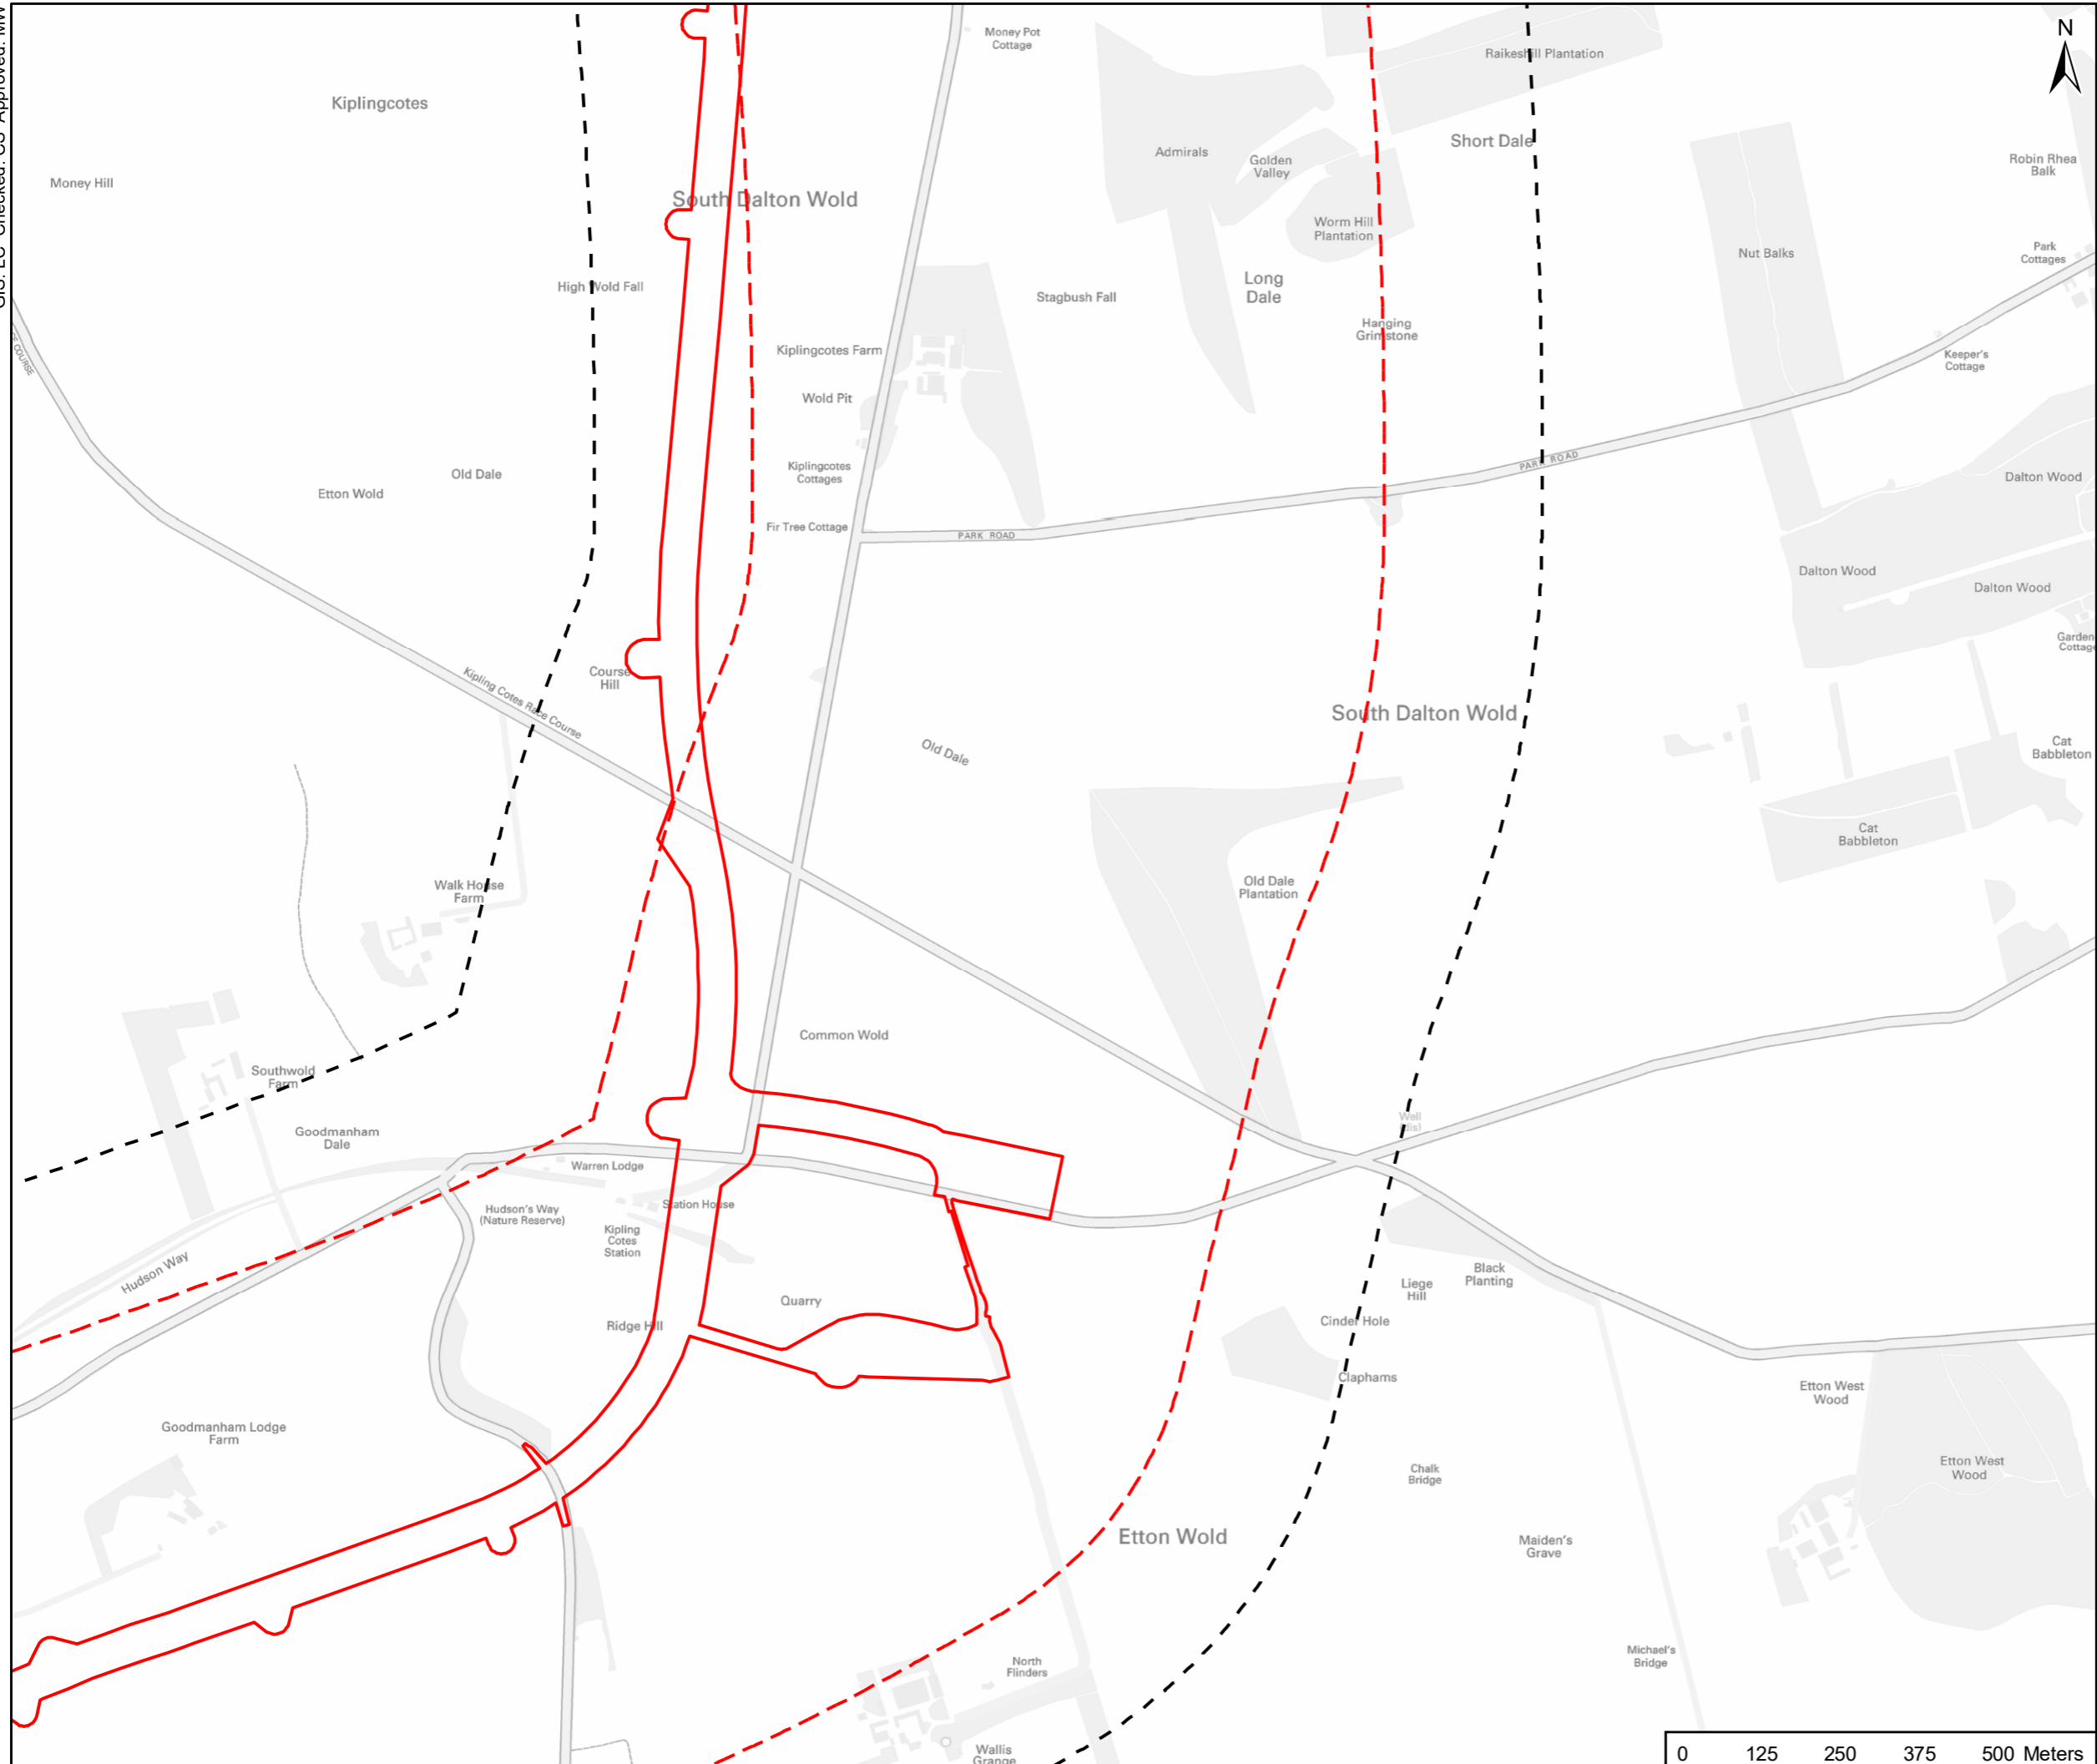 Money Pot
Cottage
Raikeshill Plantation
N
Kiplingcotes
Short Dale
Admirals
Golden
Valley
Robin Rhea
Balk
Money Hill
South Dalton Wold
Worm Hill
Plantation
Park
Cottages
Nut Balks
High Wold Fall
Long
Dale
Stagbush Fall
Hanging
Grimstone
Kiplingcotes Farm
Keeper's
Cottage
Wold Pit
Kiplingcotes
Cottages
Old Dale
Etton Wold
PARK ROAD
Dalton Wood
Fir Tree Cottage
PARK ROAD
Dalton Wood
Dalton Wood
Garden
Cottage
Course
Hill
Kipling Cotes Race Course
South Dalton Wold
Old Dale
Cat
Babbleton
Cat
Babbleton
Walk House
Farm
Old Dale
Plantation
Common Wold
Southwold
Farm
Well
(dis)
Goodmanham
Dale
Warren Lodge
Station House
Hudson's Way
(Nature Reserve)
Kipling
Cotes
Station
Hudson Way
Liege
Hill
Black
Planting
Quarry
Ridge Hill
Cinder Hole
Claphams
Etton West
Wood
Goodmanham Lodge
Farm
Chalk
Bridge
Etton West
Wood
Etton Wold
Maiden's
Grave
North
Flinders
Michael's
Bridge
Wallis
Grange
0 125 250 375 500 Meters